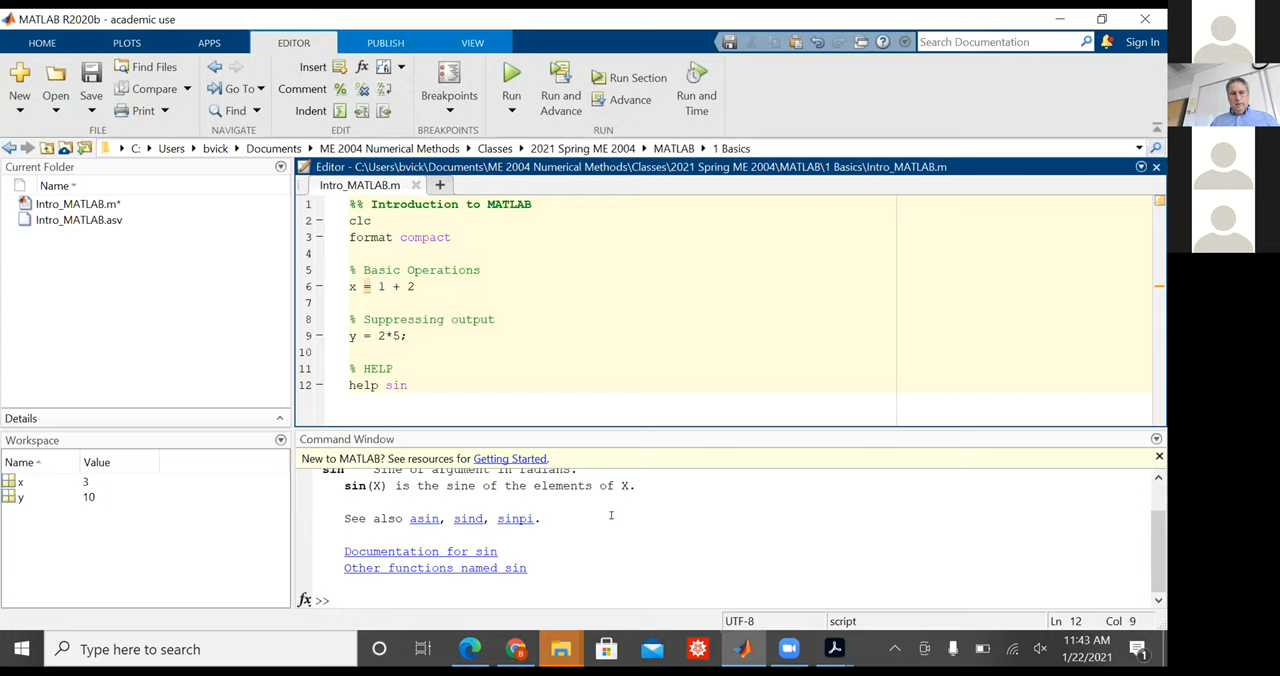 MATLAB R2020b - academic use
HOME PLOTS APPS EDITOR PUBLISH VIEW Search Documentation Sign In
New Open Save Find Files Compare Print
FILE
Go To Find
NAVIGATE
Insert fx
Comment %
Indent
EDIT
Breakpoints
BREAKPOINTS
Run Run and Advance Run Section Advance Run and Time
RUN
C: Users bvick Documents ME 2004 Numerical Methods Classes 2021 Spring ME 2004 MATLAB 1 Basics
Current Folder
Name
Intro_MATLAB.m*
Intro_MATLAB.asv
Details
Workspace
Name Value
x 3
y 10
Editor - C:\Users\bvick\Documents\ME 2004 Numerical Methods\Classes\2021 Spring ME 2004\MATLAB\1 Basics\Intro_MATLAB.m
Intro_MATLAB.m
1 %% Introduction to MATLAB
2 clc
3 format compact
4
5 % Basic Operations
6 x = 1 + 2
7
8 % Suppressing output
9 y = 2*5;
10
11 % HELP
12 help sin
Command Window
New to MATLAB? See resources for Getting Started.
sin Sine of argument in radians.
sin(X) is the sine of the elements of X.
See also asin, sind, sinpi.
Documentation for sin
Other functions named sin
fx >>
UTF-8 script Ln 12 Col 9
Type here to search
11:43 AM
1/22/2021